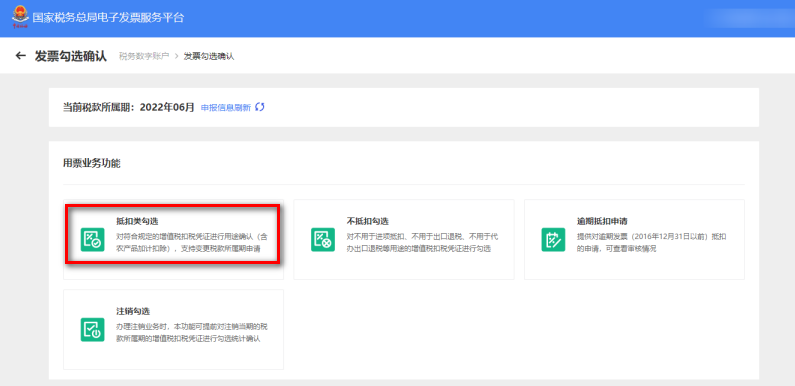 国家税务总局电子发票服务平台
发票勾选确认 税务数字账户 > 发票勾选确认
当前税款所属期：2022年06月 申报信息刷新
用票业务功能
抵扣类勾选
对符合规定的增值税扣税凭证进行用途确认（含
农产品加计扣除），支持变更税款所属期申请
不抵扣勾选
对不用于进项抵扣、不用于出口退税、不用于代
办出口退税等用途的增值税扣税凭证进行勾选
逾期抵扣申请
提供对逾期发票（2016年12月31日以前）抵扣
的申请，可查看审核情况
注销勾选
办理注销业务时，本功能可提前对注销当期的税
款所属期的增值税扣税凭证进行勾选统计确认